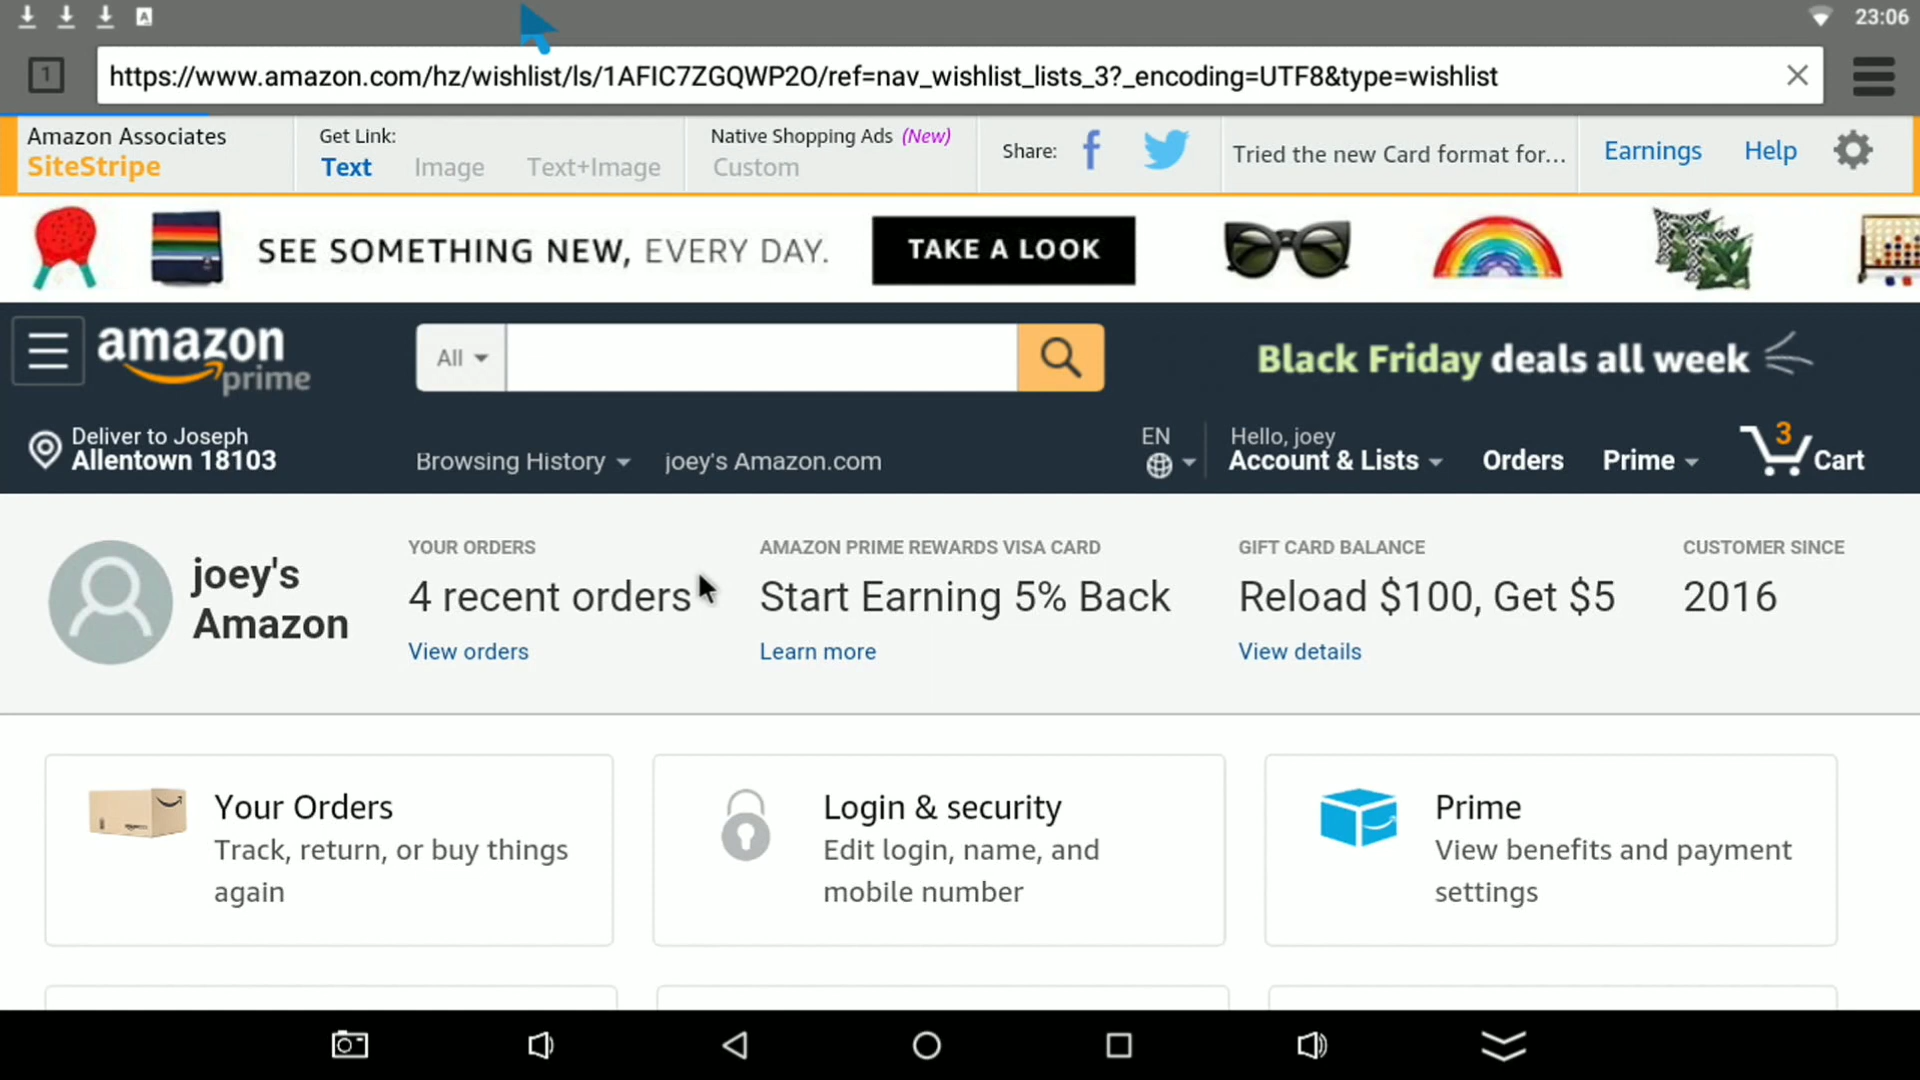 23:06
1
https://www.amazon.com/hz/wishlist/ls/1AFIC7ZGQWP2O/ref=nav_wishlist_lists_3?_encoding=UTF8&type=wishlist
Amazon Associates
SiteStripe
Get Link:
Text Image Text+Image
Native Shopping Ads (New)
Custom
Share:
Tried the new Card format for...
Earnings
Help
SEE SOMETHING NEW, EVERY DAY.
TAKE A LOOK
amazon
prime
All
Black Friday deals all week
Deliver to Joseph
Allentown 18103
Browsing History
joey's Amazon.com
EN
Hello, joey
Account & Lists
Orders
Prime
3
Cart
joey's
Amazon
YOUR ORDERS
4 recent orders
View orders
AMAZON PRIME REWARDS VISA CARD
Start Earning 5% Back
Learn more
GIFT CARD BALANCE
Reload $100, Get $5
View details
CUSTOMER SINCE
2016
Your Orders
Track, return, or buy things
again
Login & security
Edit login, name, and
mobile number
Prime
View benefits and payment
settings